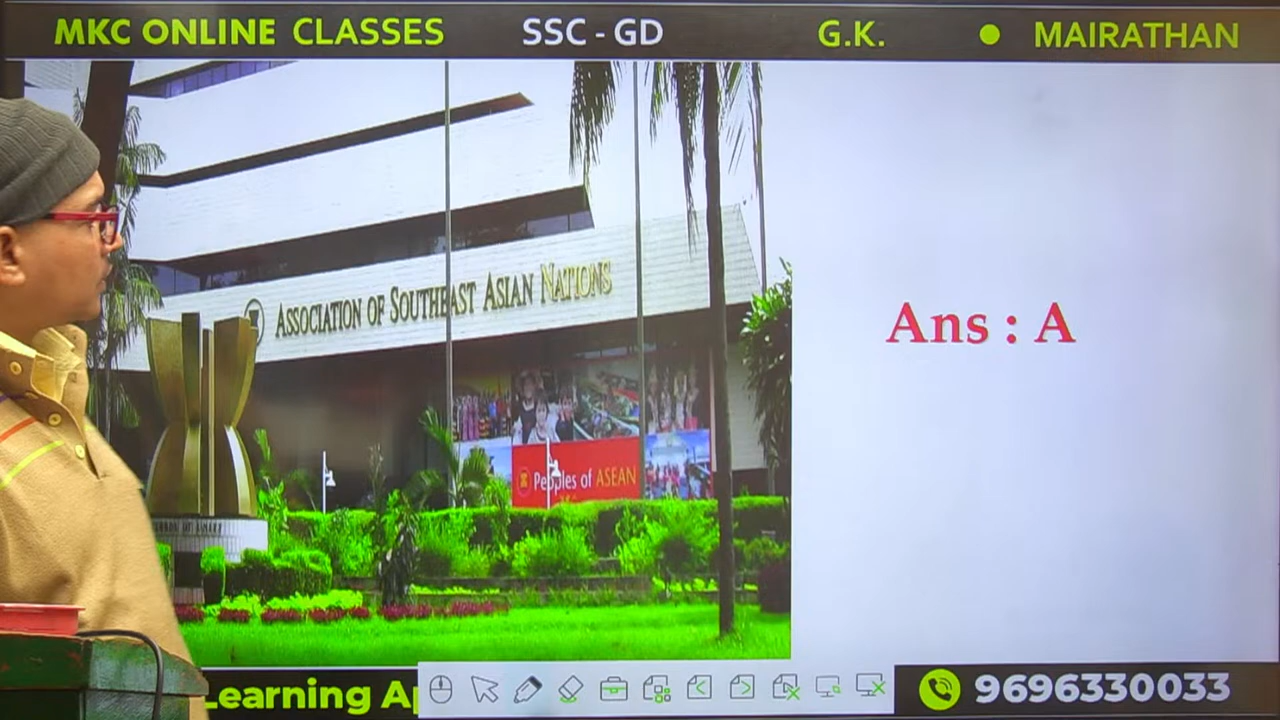 MKC ONLINE CLASSES SSC - GD G.K. MAIRATHAN
ASSOCIATION OF SOUTHEAST ASIAN NATIONS
Ans : A
Peoples of ASEAN
Learning Ap
9696330033